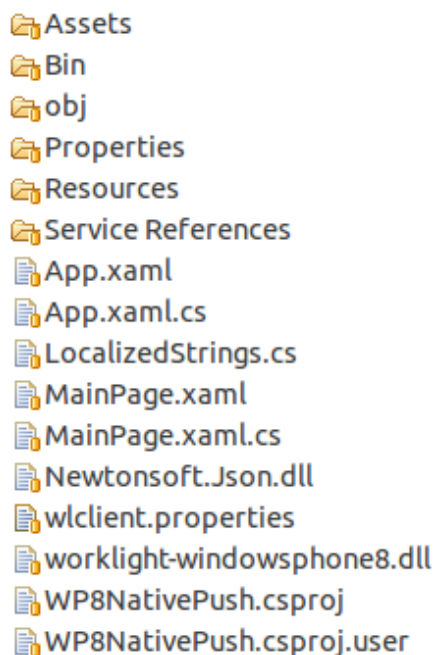 Assets
Bin
obj
Properties
Resources
Service References
App.xaml
App.xaml.cs
LocalizedStrings.cs
MainPage.xaml
MainPage.xaml.cs
Newtonsoft.Json.dll
wlclient.properties
worklight-windowsphone8.dll
WP8NativePush.csproj
WP8NativePush.csproj.user